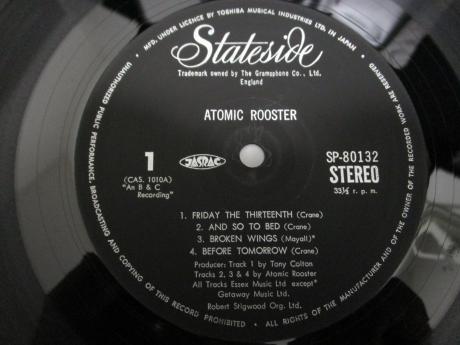 MFD. UNDER LICENCE BY TOSHIBA MUSICAL INDUSTRIES LTD. IN JAPAN •
Stateside
Trademark owned by The Gramophone Co., Ltd.
England
ATOMIC ROOSTER
1
(CAS. 1010A)
"An B & C
Recording"
JASRAC
SP-80132
STEREO
33⅓ r. p. m.
1. FRIDAY THE THIRTEENTH (Crane)
2. AND SO TO BED (Crane)
3. BROKEN WINGS (Mayall)*
4. BEFORE TOMORROW (Crane)
Producer: Track 1 by Tony Colton
Tracks 2, 3 & 4 by Atomic Rooster
All Tracks Essex Music Ltd except*
Getaway Music Ltd.
Robert Stigwood Org. Ltd.
UNAUTHORIZED PUBLIC PERFORMANCE, BROADCASTING AND COPYING OF THIS RECORD PROHIBITED • ALL RIGHTS OF THE MANUFACTURER AND OF THE OWNER OF THE RECORDED WORK ARE RESERVED